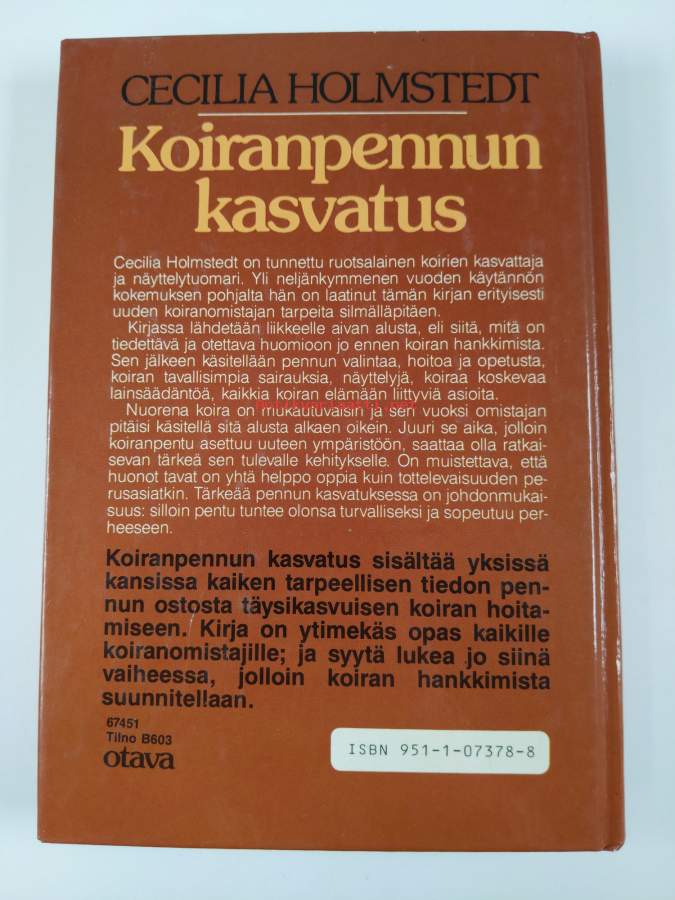 CECILIA HOLMSTEDT
Koiranpennun
kasvatus
Cecilia Holmstedt on tunnettu ruotsalainen koirien kasvattaja
ja näyttelytuomari. Yli neljänkymmenen vuoden käytännön
kokemuksen pohjalta hän on laatinut tämän kirjan erityisesti
uuden koiranomistajan tarpeita silmälläpitäen.
Kirjassa lähdetään liikkeelle aivan alusta, eli siitä, mitä on
tiedettävä ja otettava huomioon jo ennen koiran hankkimista.
Sen jälkeen käsitellään pennun valintaa, hoitoa ja opetusta,
koiran tavallisimpia sairauksia, näyttelyjä, koiraa koskevaa
lainsäädäntöä, kaikkia koiran elämään liittyviä asioita.
Nuorena koira on mukautuvaisin ja sen vuoksi omistajan
pitäisi käsitellä sitä alusta alkaen oikein. Juuri se aika, jolloin
koiranpentu asettuu uuteen ympäristöön, saattaa olla ratkai-
sevan tärkeä sen tulevalle kehitykselle. On muistettava, että
huonot tavat on yhtä helppo oppia kuin tottelevaisuuden pe-
rusasiatkin. Tärkeää pennun kasvatuksessa on johdonmukai-
suus: silloin pentu tuntee olonsa turvalliseksi ja sopeutuu per-
heeseen.
Koiranpennun kasvatus sisältää yksissä
kansissa kaiken tarpeellisen tiedon pen-
nun ostosta täysikasvuisen koiran hoita-
miseen. Kirja on ytimekäs opas kaikille
koiranomistajille; ja syytä lukea jo siinä
vaiheessa, jolloin koiran hankkimista
suunnitellaan.
67451
Tilno B603
otava
ISBN 951-1-07378-8